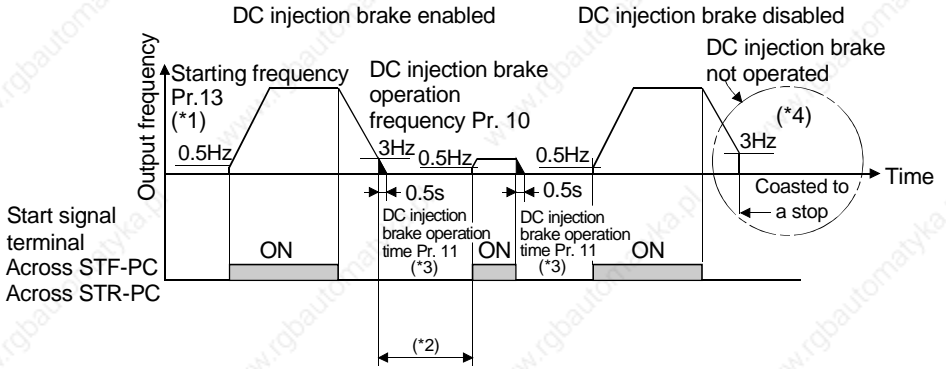 DC injection brake enabled
DC injection brake disabled
Starting frequency
Pr.13
(*1)
DC injection brake
operation
frequency Pr. 10
DC injection brake
not operated
(*4)
Output frequency
0.5Hz
3Hz
0.5Hz
0.5Hz
3Hz
Time
0.5s
0.5s
Coasted to
a stop
DC injection
brake operation
time Pr. 11
(*3)
DC injection
brake operation
time Pr. 11
(*3)
Start signal
terminal
Across STF-PC
Across STR-PC
ON
ON
ON
(*2)
www.rgbautomatyka.pl